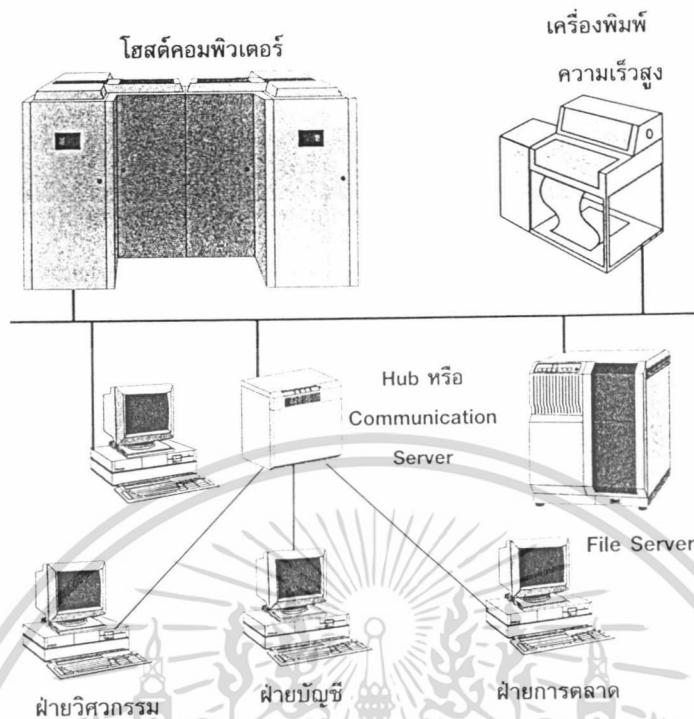 โฮสต์คอมพิวเตอร์
เครื่องพิมพ์
ความเร็วสูง
Hub หรือ
Communication
Server
File Server
ฝ่ายวิศวกรรม
ฝ่ายบัญชี
ฝ่ายการตลาด